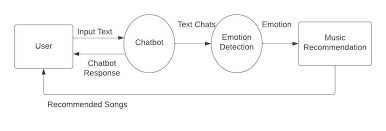 Text Chats
Emotion
Input Text
User
Chatbot
Emotion
Detection
Music
Recommendation
Chatbot
Response
Recommended Songs